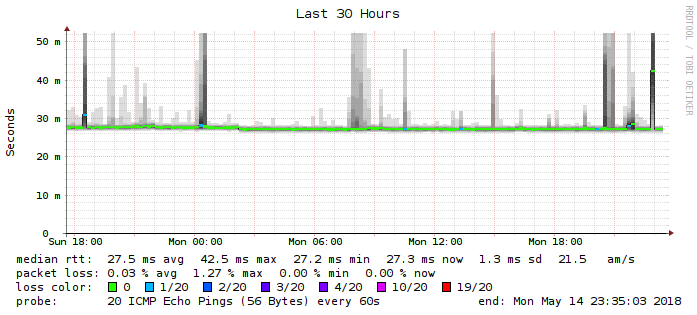 Last 30 Hours
RRDTOOL / TOBI OETIKER
Seconds
50 m
40 m
30 m
20 m
10 m
0
Sun 18:00 Mon 00:00 Mon 06:00 Mon 12:00 Mon 18:00
median rtt: 27.5 ms avg 42.5 ms max 27.2 ms min 27.3 ms now 1.3 ms sd 21.5 am/s
packet loss: 0.03 % avg 1.27 % max 0.00 % min 0.00 % now
loss color: 0 1/20 2/20 3/20 4/20 10/20 19/20
probe: 20 ICMP Echo Pings (56 Bytes) every 60s end: Mon May 14 23:35:03 2018